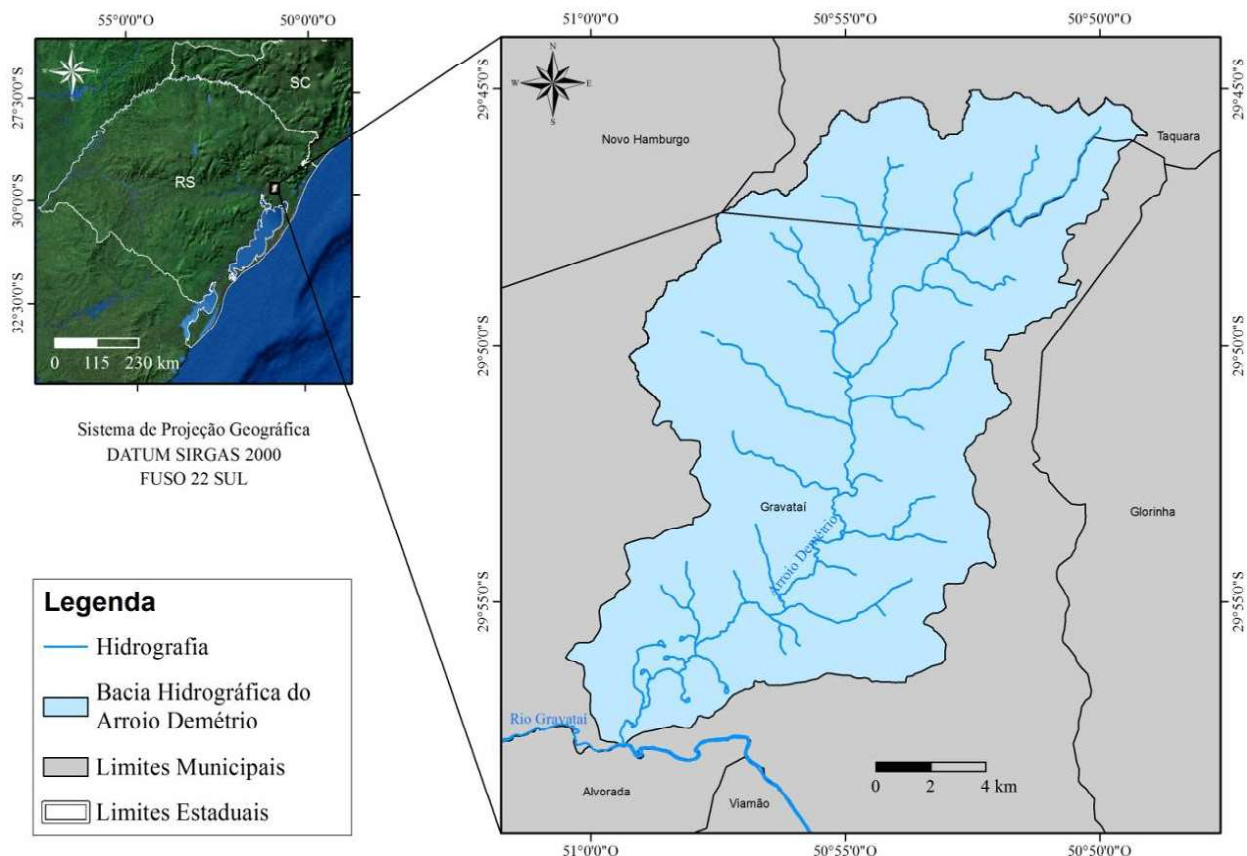 55°0'0"O
50°0'0"O
27°30'0"S
30°0'0"S
32°30'0"S
N
W
E
S
SC
RS
0 115 230 km
Sistema de Projeção Geográfica
DATUM SIRGAS 2000
FUSO 22 SUL
Legenda
Hidrografia
Bacia Hidrográfica do
Arroio Demétrio
Limites Municipais
Limites Estaduais
51°0'0"O
50°55'0"O
50°50'0"O
29°45'0"S
29°45'0"S
N
W
E
S
Novo Hamburgo
Taquara
29°50'0"S
29°50'0"S
Gravataí
Glorinha
Arroio Demétrio
29°55'0"S
29°55'0"S
Rio Gravataí
Alvorada
Viamão
0 2 4 km
51°0'0"O
50°55'0"O
50°50'0"O